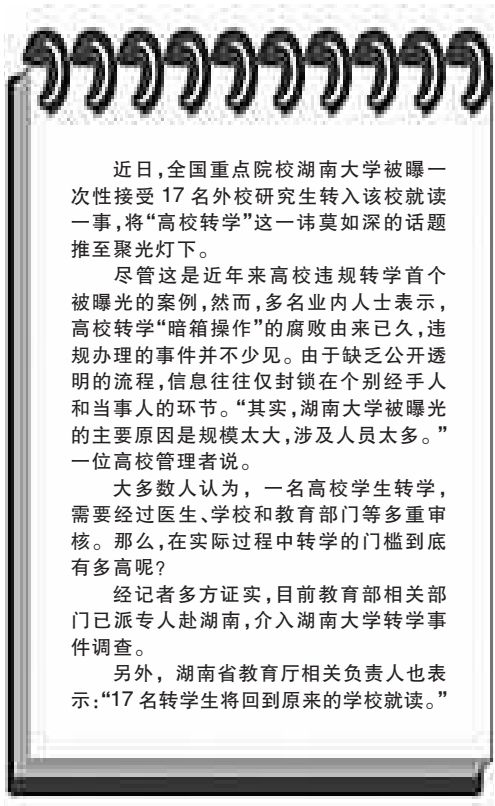 近日,全国重点院校湖南大学被曝一
次性接受 17 名外校研究生转入该校就读
一事,将“高校转学”这一讳莫如深的话题
推至聚光灯下。
尽管这是近年来高校违规转学首个
被曝光的案例,然而,多名业内人士表示,
高校转学“暗箱操作”的腐败由来已久,违
规办理的事件并不少见。由于缺乏公开透
明的流程,信息往往仅封锁在个别经手人
和当事人的环节。“其实,湖南大学被曝光
的主要原因是规模太大,涉及人员太多。”
一位高校管理者说。
大多数人认为，一名高校学生转学,
需要经过医生、学校和教育部门等多重审
核。那么,在实际过程中转学的门槛到底
有多高呢?
经记者多方证实,目前教育部相关部
门已派专人赴湖南,介入湖南大学转学事
件调查。
另外，湖南省教育厅相关负责人也表
示:“17 名转学生将回到原来的学校就读。”